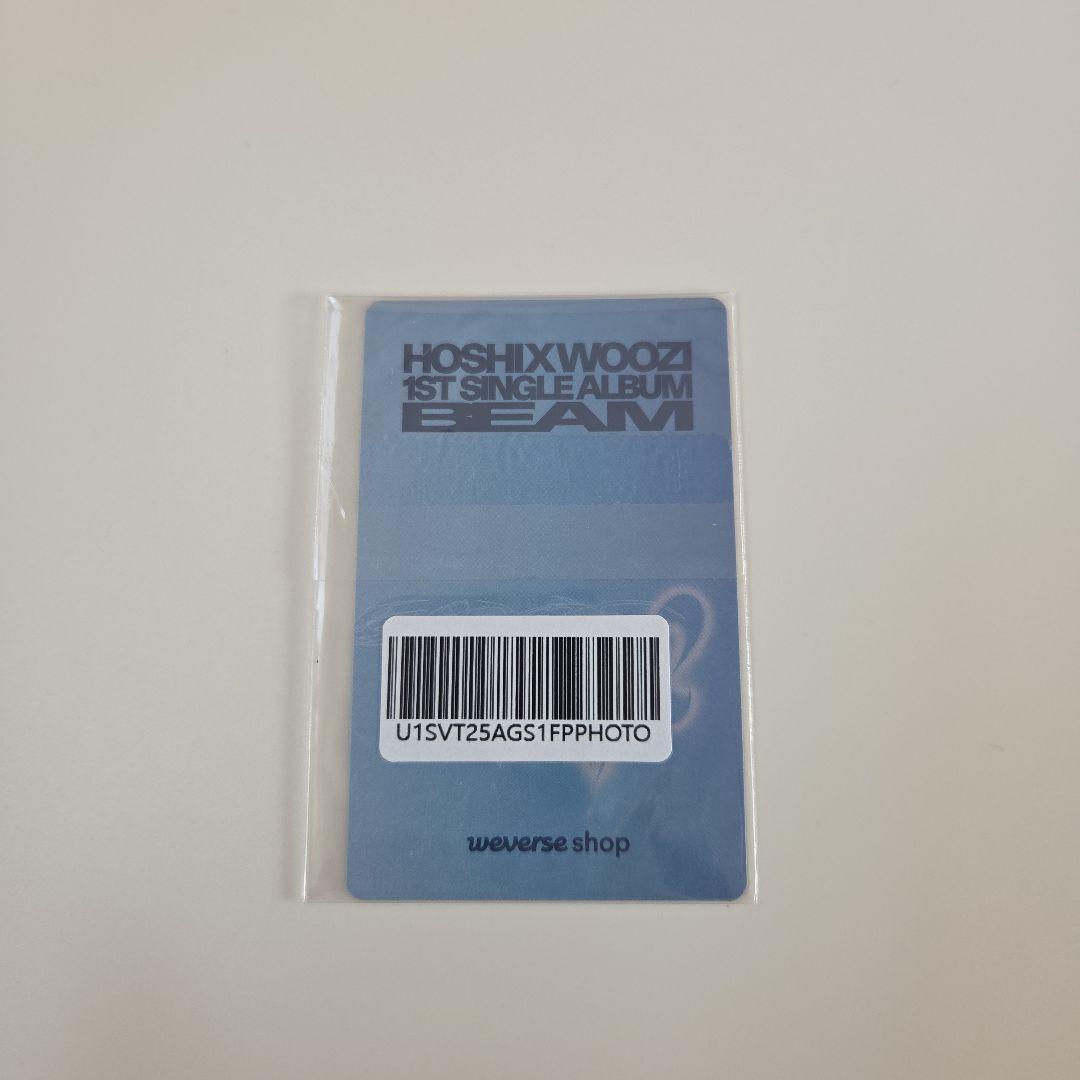 HOSHI X WOOZI
1ST SINGLE ALBUM
BEAM
U1SVT25AGS1FPPHOTO
weverse shop